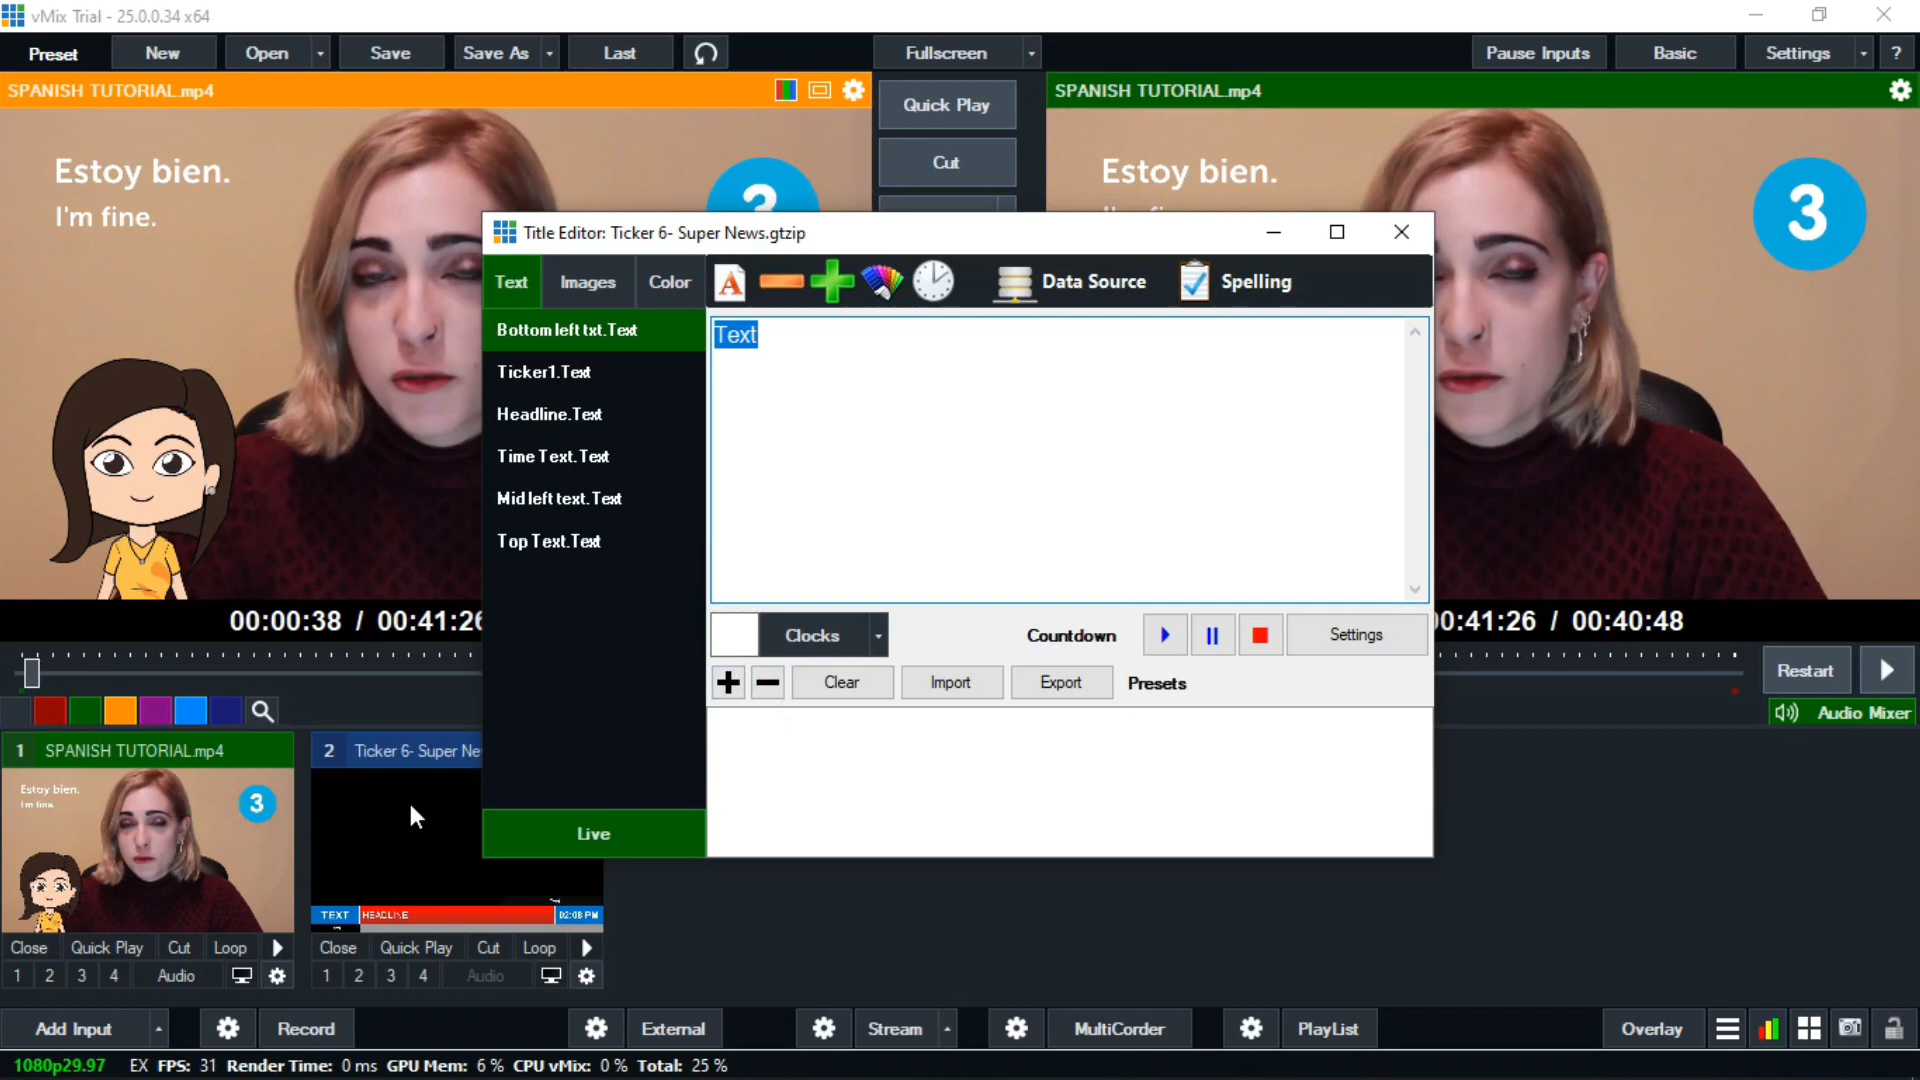 vMix Trial - 25.0.0.34 x64
Preset New Open Save Save As Last Fullscreen Pause Inputs Basic Settings ?
SPANISH TUTORIAL.mp4
SPANISH TUTORIAL.mp4
Quick Play
Cut
Estoy bien.
I'm fine.
3
Estoy bien.
3
Title Editor: Ticker 6- Super News.gtzip
Text Images Color A Data Source Spelling
Bottom left txt.Text
Ticker1.Text
Headline.Text
Time Text.Text
Mid left text.Text
Top Text.Text
Live
Text
Clocks Countdown Settings
Clear Import Export Presets
00:00:38 / 00:41:26
0:41:26 / 00:40:48
Restart
Audio Mixer
1 SPANISH TUTORIAL.mp4
2 Ticker 6- Super Ne
Estoy bien.
I'm fine.
3
TEXT HEADLINE 02:08 PM
Close Quick Play Cut Loop
Close Quick Play Cut Loop
1 2 3 4 Audio
1 2 3 4 Audio
Add Input Record External Stream MultiCorder PlayList Overlay
1080p29.97 EX FPS: 31 Render Time: 0 ms GPU Mem: 6 % CPU vMix: 0 % Total: 25 %